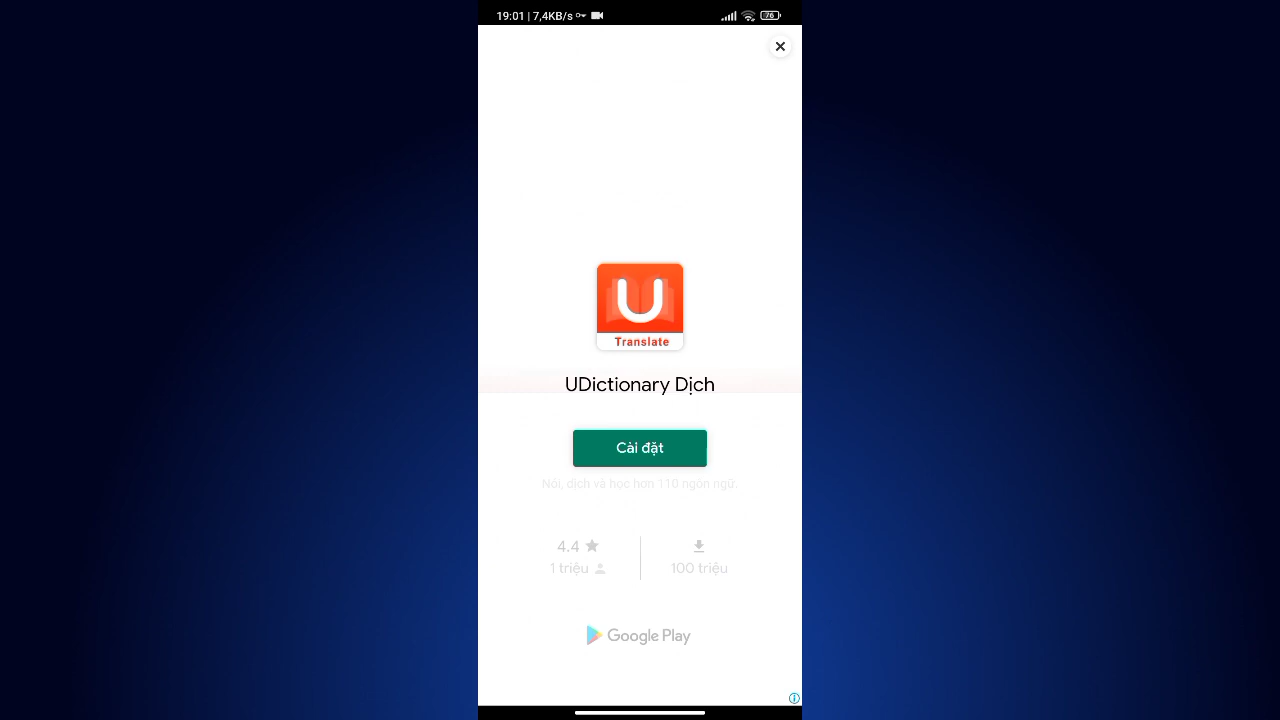 19:01 | 7,4KB/s
76
U
Translate
UDictionary Dịch
Cài đặt
Nói, dịch và học hơn 110 ngôn ngữ.
4.4
1 triệu
100 triệu
Google Play